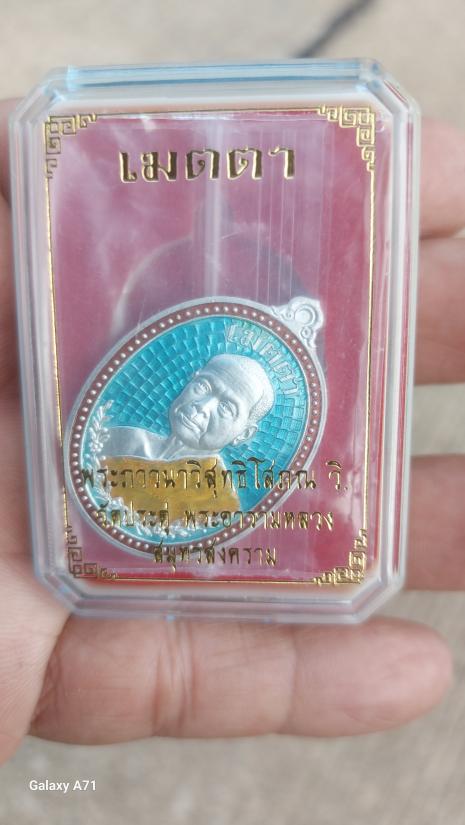 เมตตา
เมตตา
พระภาวนาวิสุทธิโสภณ วิ.
วัดประดู่ พระอารามหลวง
สมุทรสงคราม
Galaxy A71